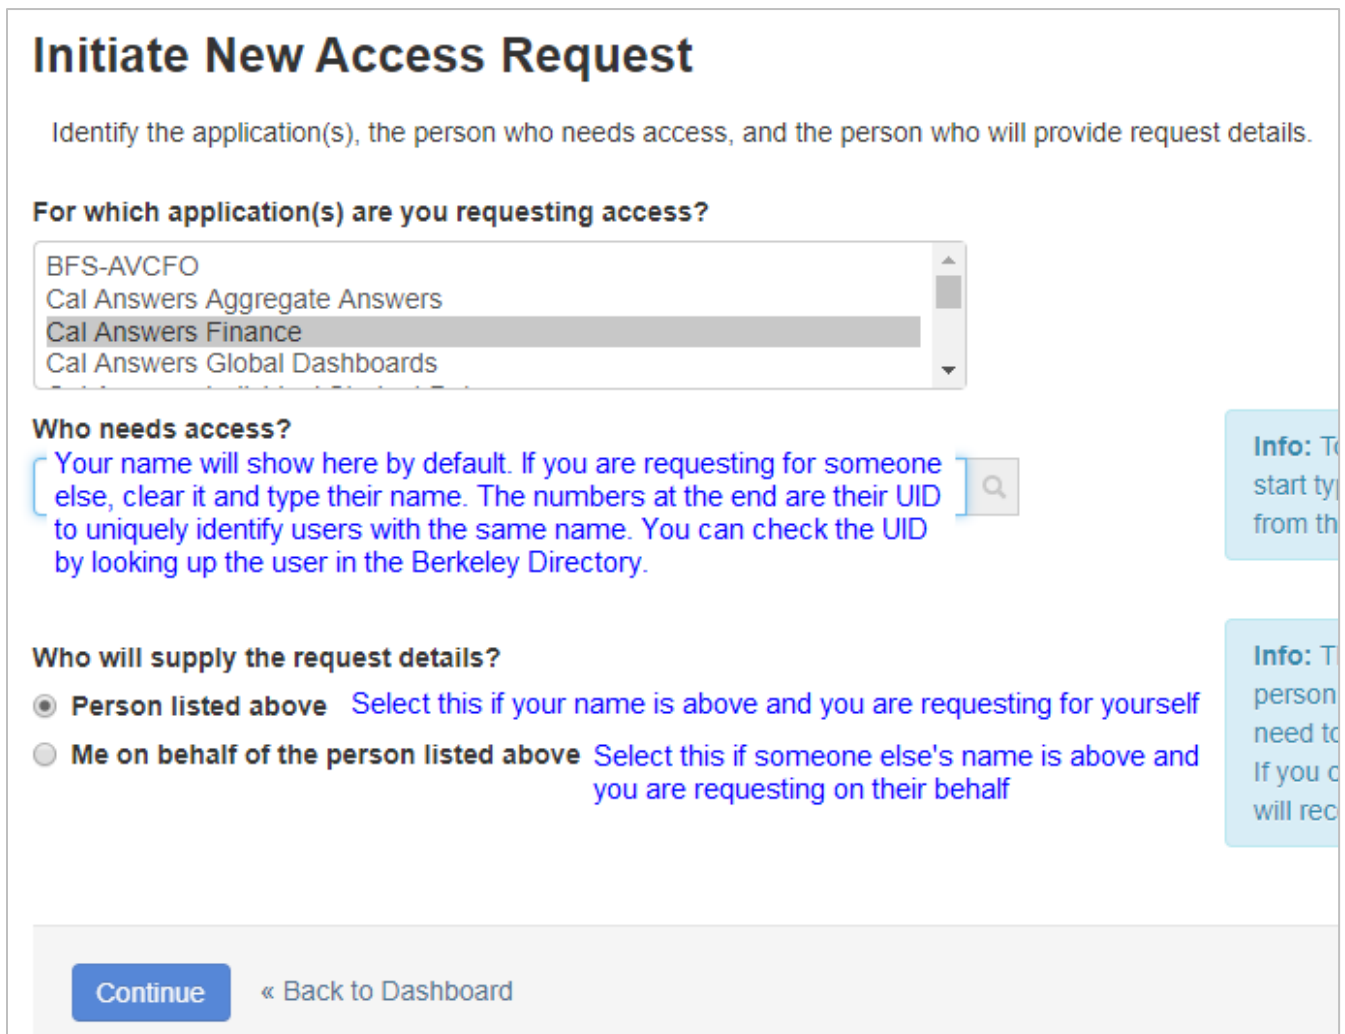 Initiate New Access Request
Identify the application(s), the person who needs access, and the person who will provide request details.
For which application(s) are you requesting access?
BFS-AVCFO
Cal Answers Aggregate Answers
Cal Answers Finance
Cal Answers Global Dashboards
Who needs access?
Your name will show here by default. If you are requesting for someone
else, clear it and type their name. The numbers at the end are their UID
to uniquely identify users with the same name. You can check the UID
by looking up the user in the Berkeley Directory.
Info:
start
from
Who will supply the request details?
Person listed above Select this if your name is above and you are requesting for yourself
Me on behalf of the person listed above Select this if someone else's name is above and
you are requesting on their behalf
Info:
person
need
If you
will
Continue « Back to Dashboard